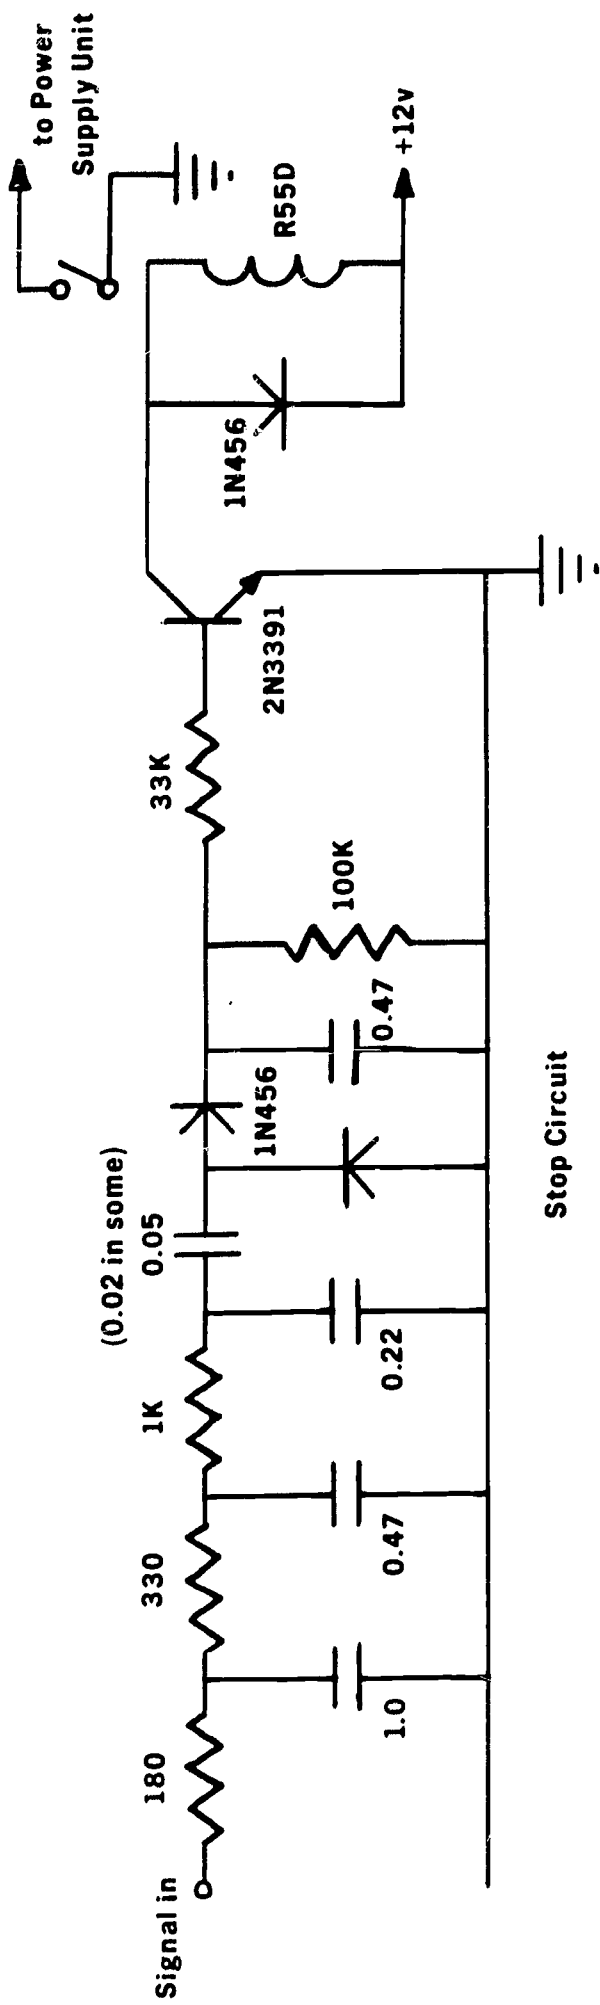 to Power
Supply Unit
R55D
+12v
1N456
2N3391
33K
100K
0.47
1N456
(0.02 in some)
0.05
0.22
1K
0.47
330
1.0
180
Signal in
Stop Circuit